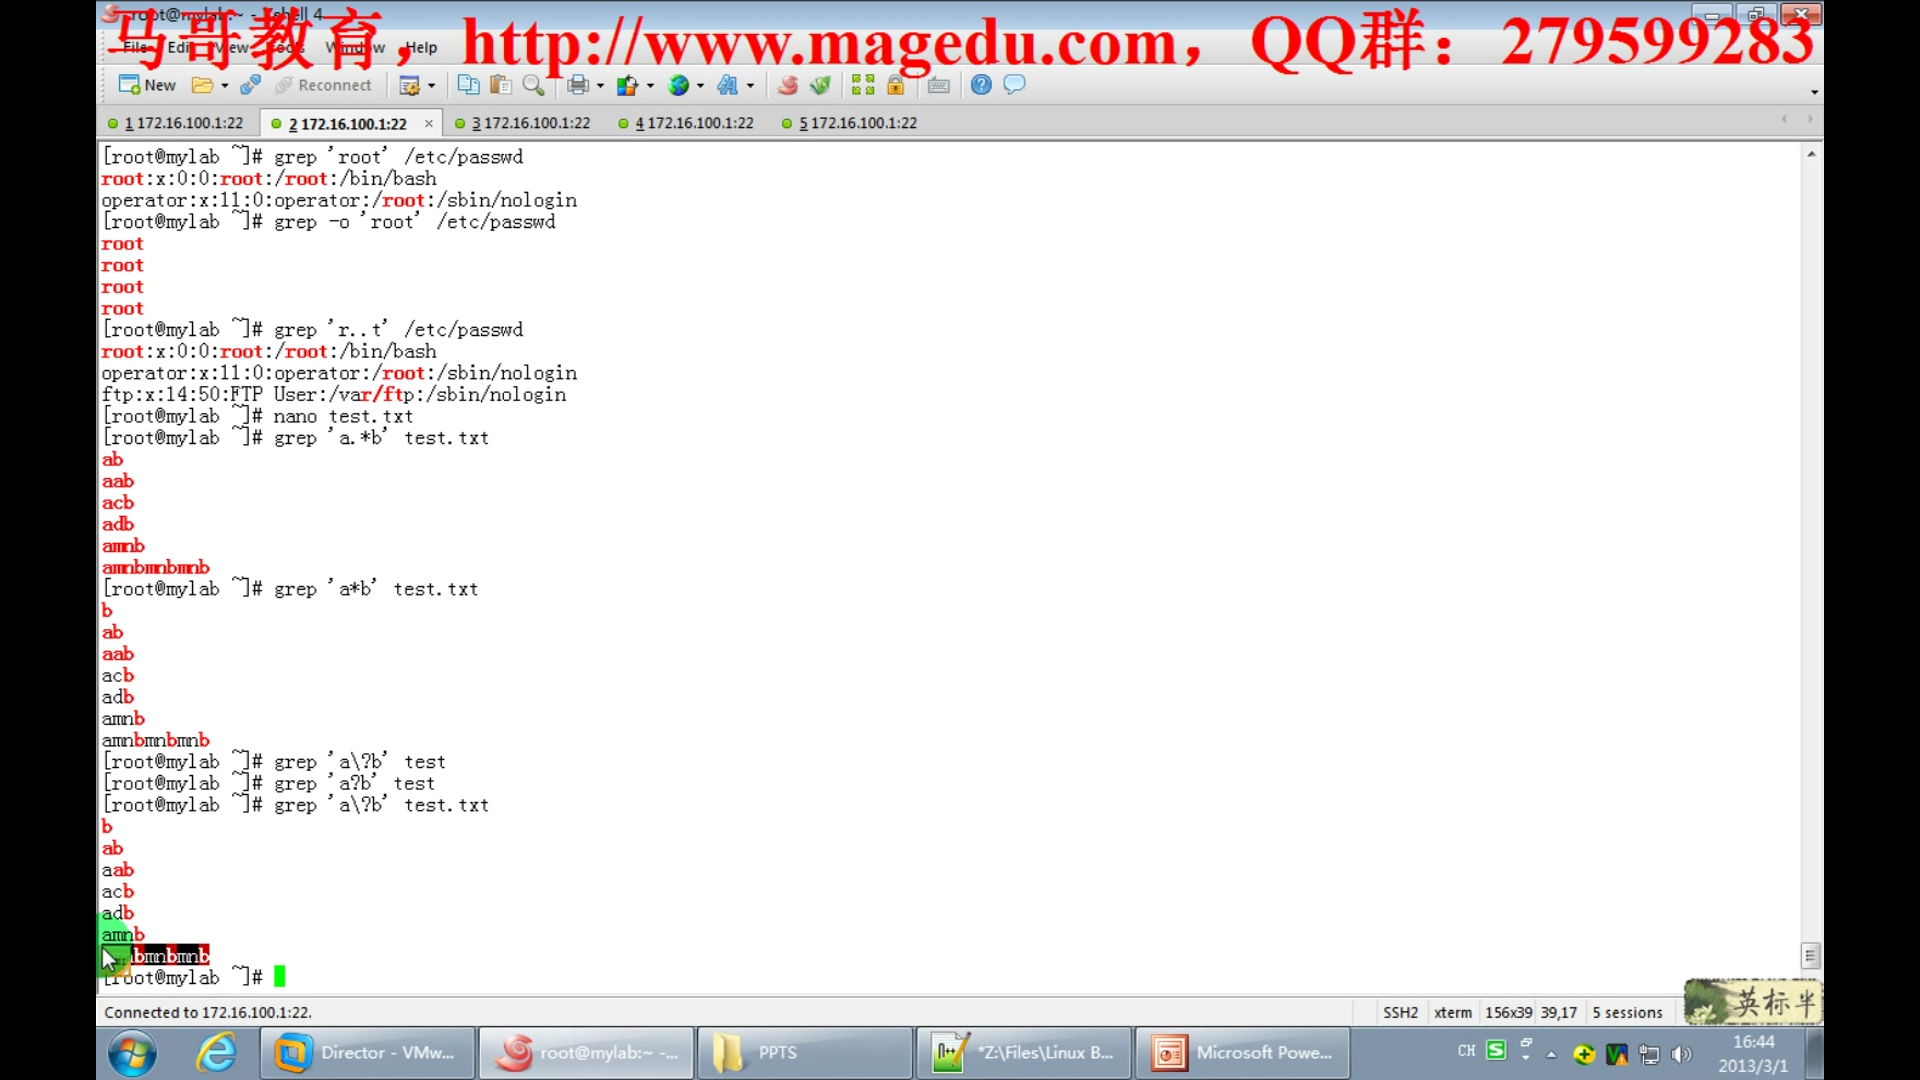 root@mylab:~ - Xshell 4
马哥教育，http://www.magedu.com，QQ群：279599283
File Edit View Tools Window Help
New Reconnect
1 172.16.100.1:22 2 172.16.100.1:22 × 3 172.16.100.1:22 4 172.16.100.1:22 5 172.16.100.1:22
[root@mylab ~]# grep 'root' /etc/passwd
root:x:0:0:root:/root:/bin/bash
operator:x:11:0:operator:/root:/sbin/nologin
[root@mylab ~]# grep -o 'root' /etc/passwd
root
root
root
root
[root@mylab ~]# grep 'r..t' /etc/passwd
root:x:0:0:root:/root:/bin/bash
operator:x:11:0:operator:/root:/sbin/nologin
ftp:x:14:50:FTP User:/var/ftp:/sbin/nologin
[root@mylab ~]# nano test.txt
[root@mylab ~]# grep 'a.*b' test.txt
ab
aab
acb
adb
amnb
amnbmnbmnb
[root@mylab ~]# grep 'a*b' test.txt
b
ab
aab
acb
adb
amnb
amnbmnbmnb
[root@mylab ~]# grep 'a\?b' test
[root@mylab ~]# grep 'a?b' test
[root@mylab ~]# grep 'a\?b' test.txt
b
ab
aab
acb
adb
amnb
amnbmnbmnb
[root@mylab ~]#
Connected to 172.16.100.1:22. SSH2 xterm 156x39 39,17 5 sessions
英标半
Director - VMw... root@mylab:~ -... PPTS *Z:\Files\Linux B... Microsoft Powe... CH 16:44
2013/3/1